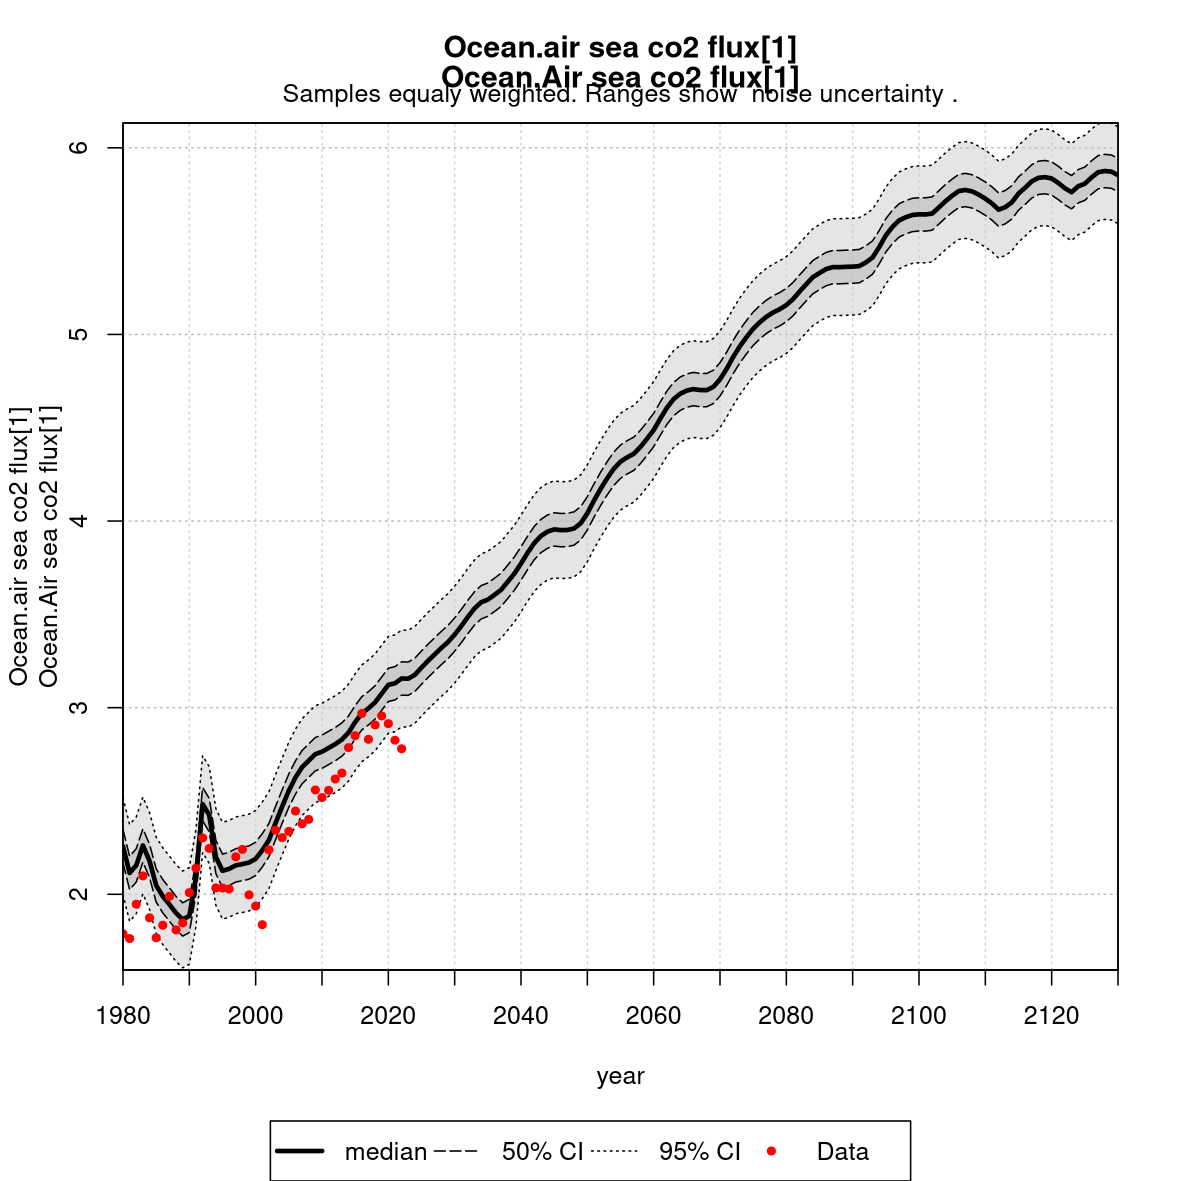 Ocean.air sea co2 flux[1]
Ocean.Air sea co2 flux[1]
Samples equaly weighted. Ranges show  noise uncertainty .
Ocean.air sea co2 flux[1]
Ocean.Air sea co2 flux[1]
6
5
4
3
2
1980 2000 2020 2040 2060 2080 2100 2120
year
median 50% CI 95% CI Data